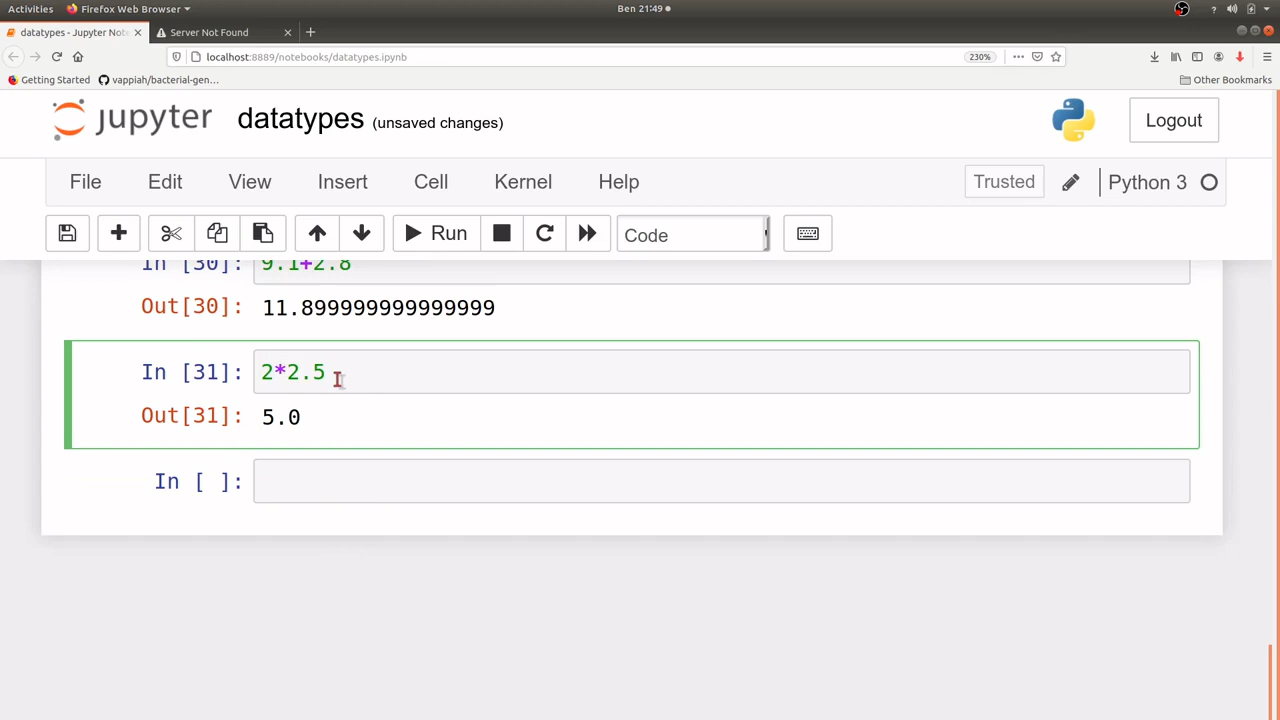 Activities Firefox Web Browser Ben 21:49
datatypes - Jupyter Note Server Not Found
localhost:8889/notebooks/datatypes.ipynb 230%
Getting Started vappiah/bacterial-gen… Other Bookmarks
jupyter datatypes (unsaved changes) Logout
File Edit View Insert Cell Kernel Help Trusted Python 3
Run Code
In [30]: 9.1+2.8
Out[30]: 11.899999999999999
In [31]: 2*2.5
Out[31]: 5.0
In [ ]: